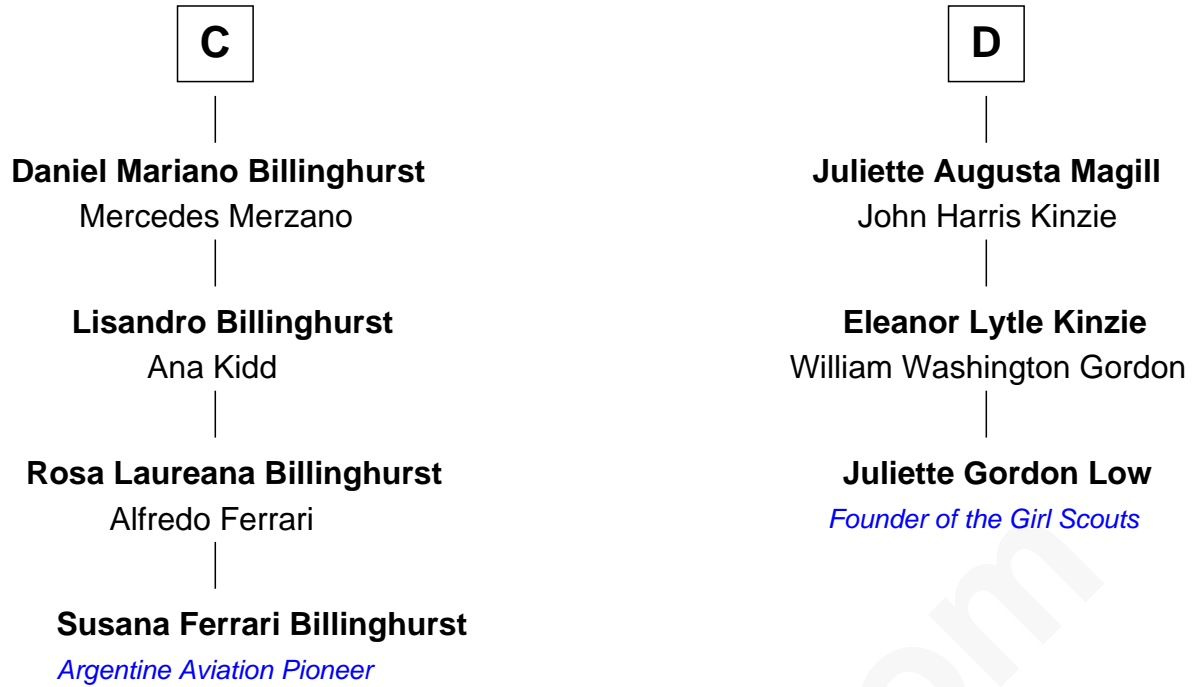 C
Daniel Mariano Billinghurst
Mercedes Merzano
Lisandro Billinghurst
Ana Kidd
Rosa Laureana Billinghurst
Alfredo Ferrari
Susana Ferrari Billinghurst
Argentine Aviation Pioneer
D
Juliette Augusta Magill
John Harris Kinzie
Eleanor Lytle Kinzie
William Washington Gordon
Juliette Gordon Low
Founder of the Girl Scouts
om